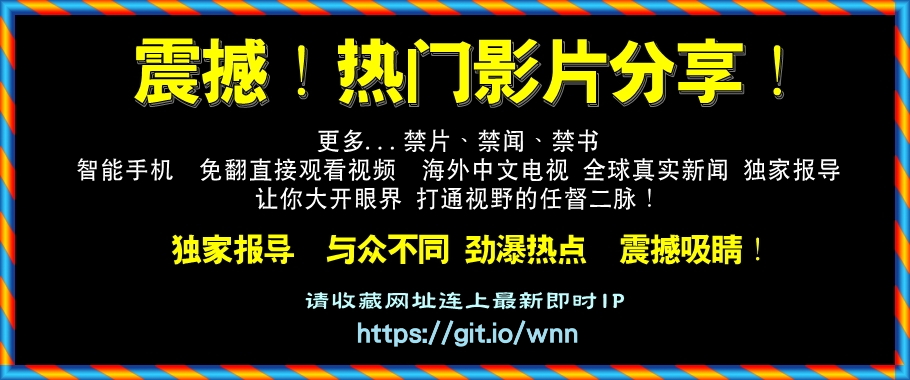 震撼！热门影片分享！
更多...禁片、禁闻、禁书
智能手机 免翻直接观看视频 海外中文电视 全球真实新闻 独家报导
让你大开眼界 打通视野的任督二脉！
独家报导 与众不同 劲瀑热点 震撼吸睛！
请收藏网址连上最新即时IP
https://git.io/wnn